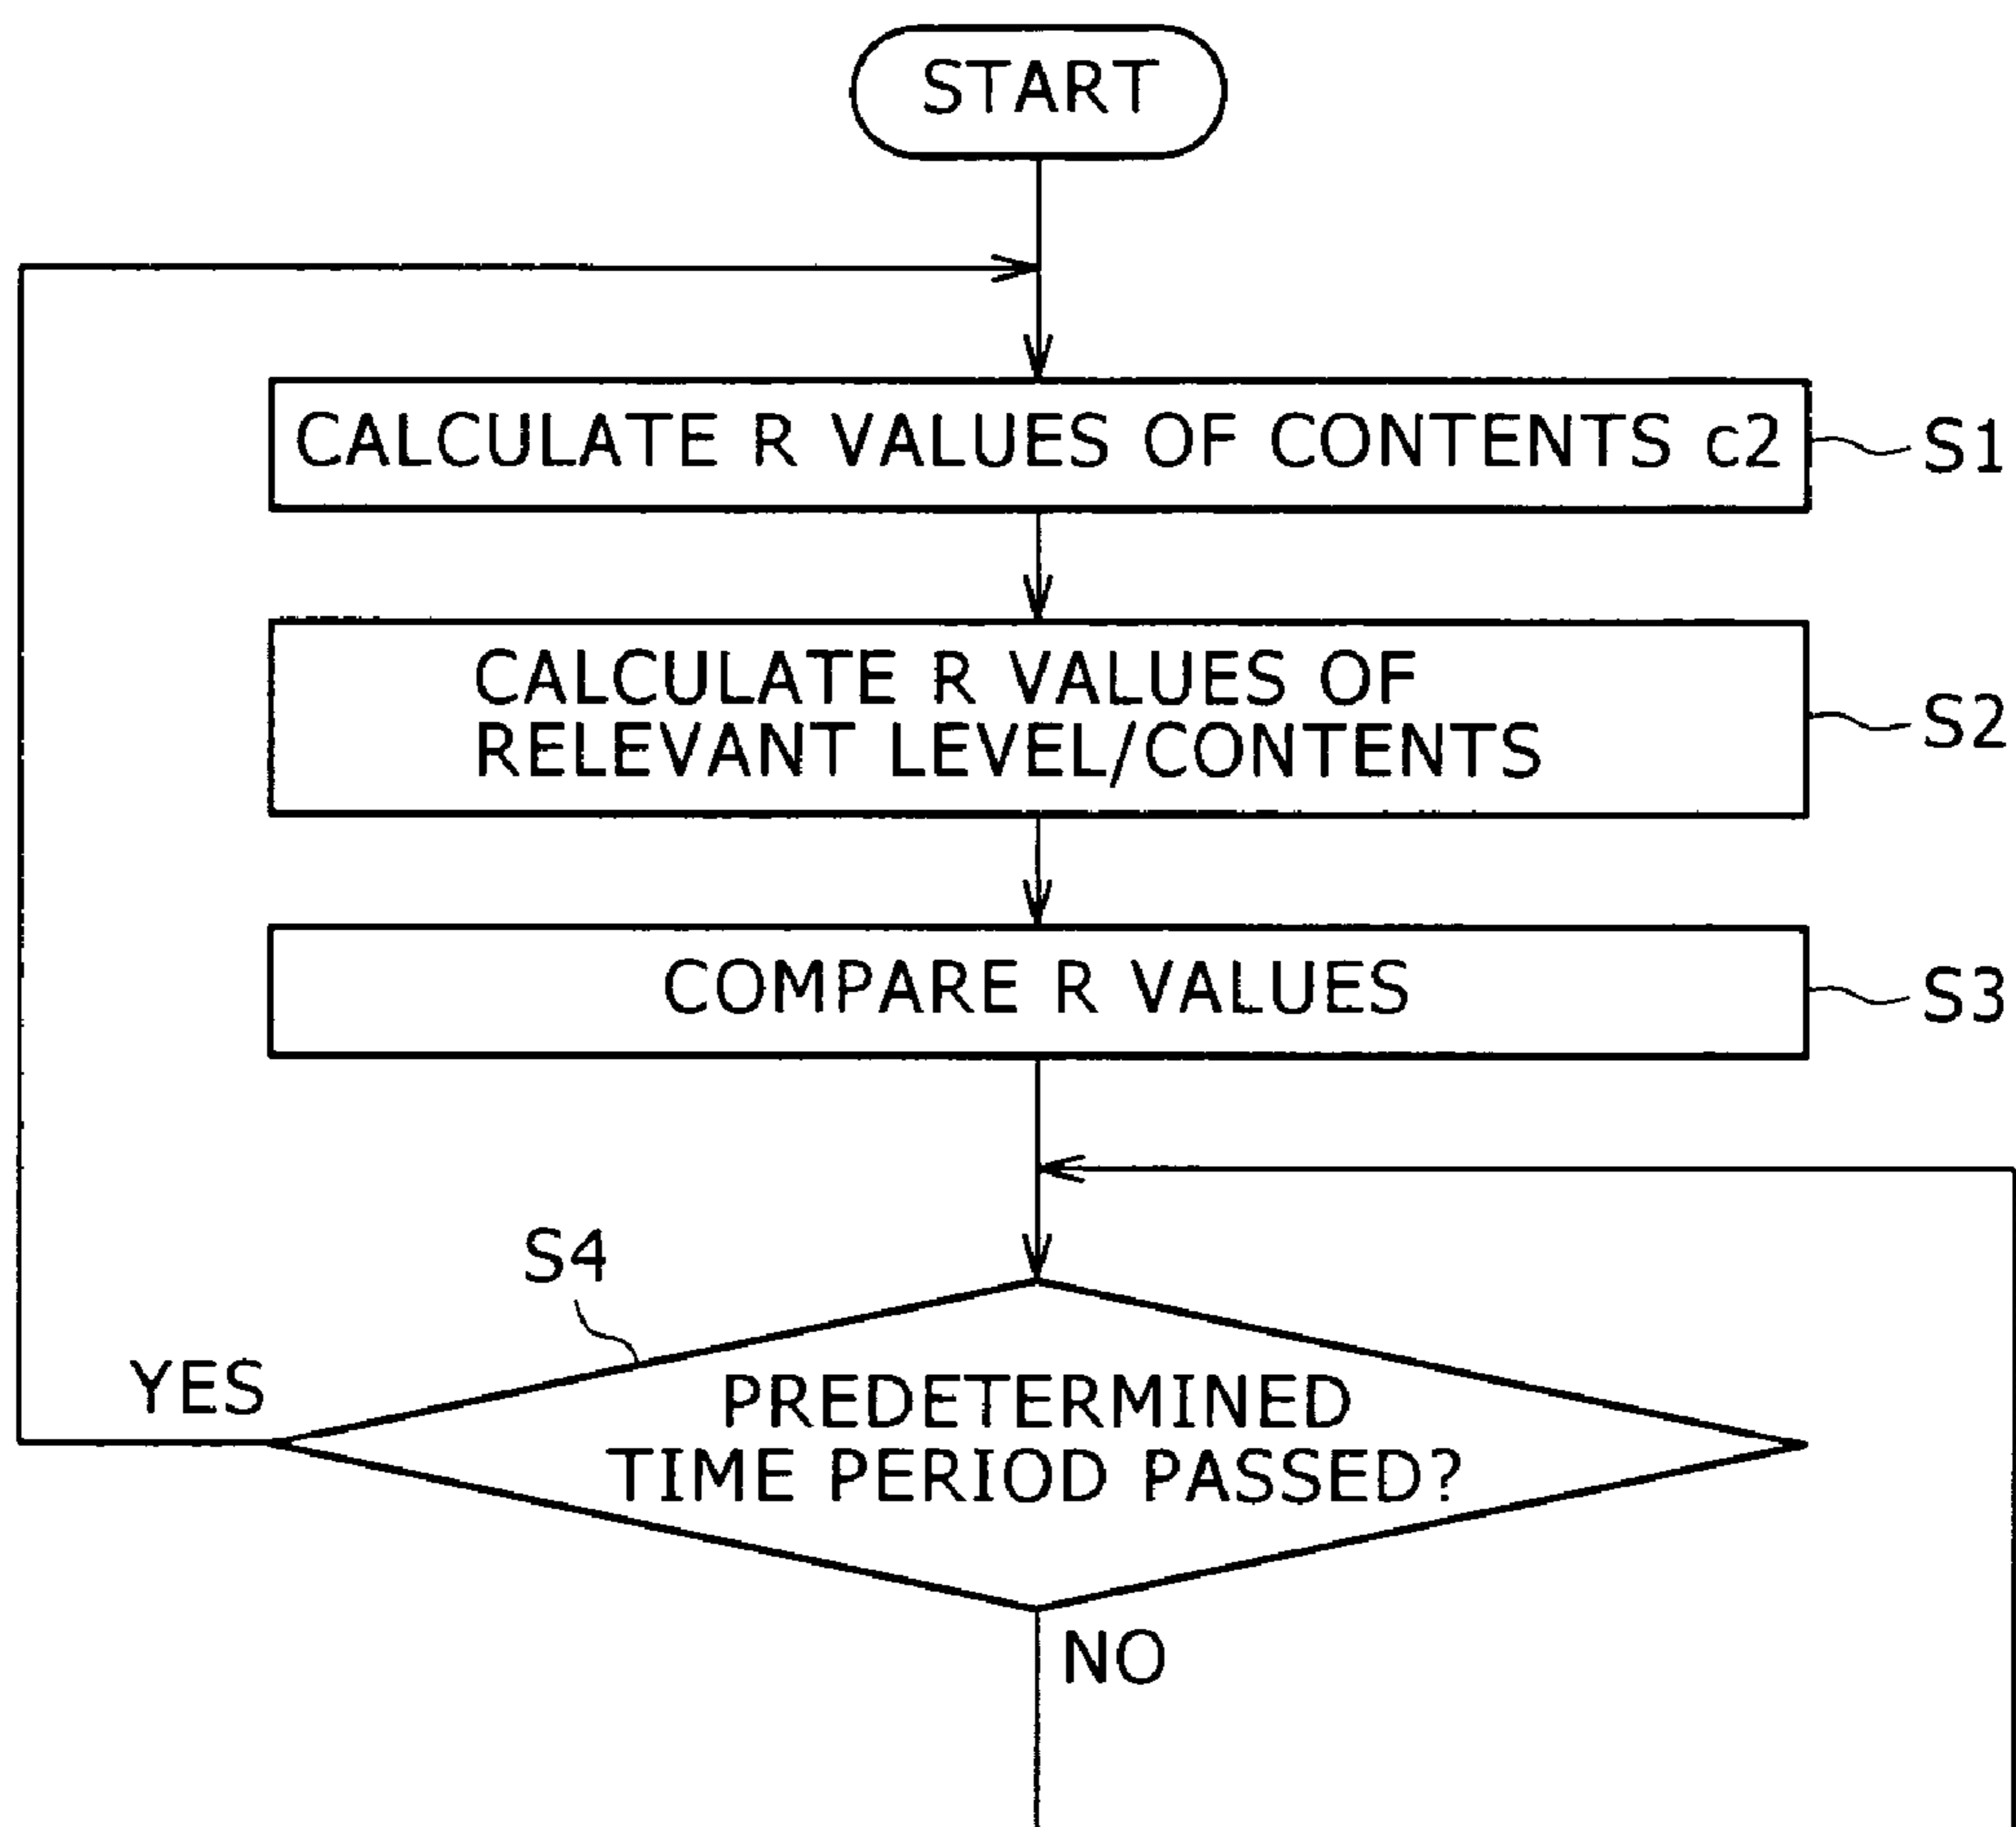 START
CALCULATE R VALUES OF CONTENTS c2
S1
CALCULATE R VALUES OF
RELEVANT LEVEL/CONTENTS
S2
COMPARE R VALUES
S3
S4
YES
PREDETERMINED
TIME PERIOD PASSED?
NO